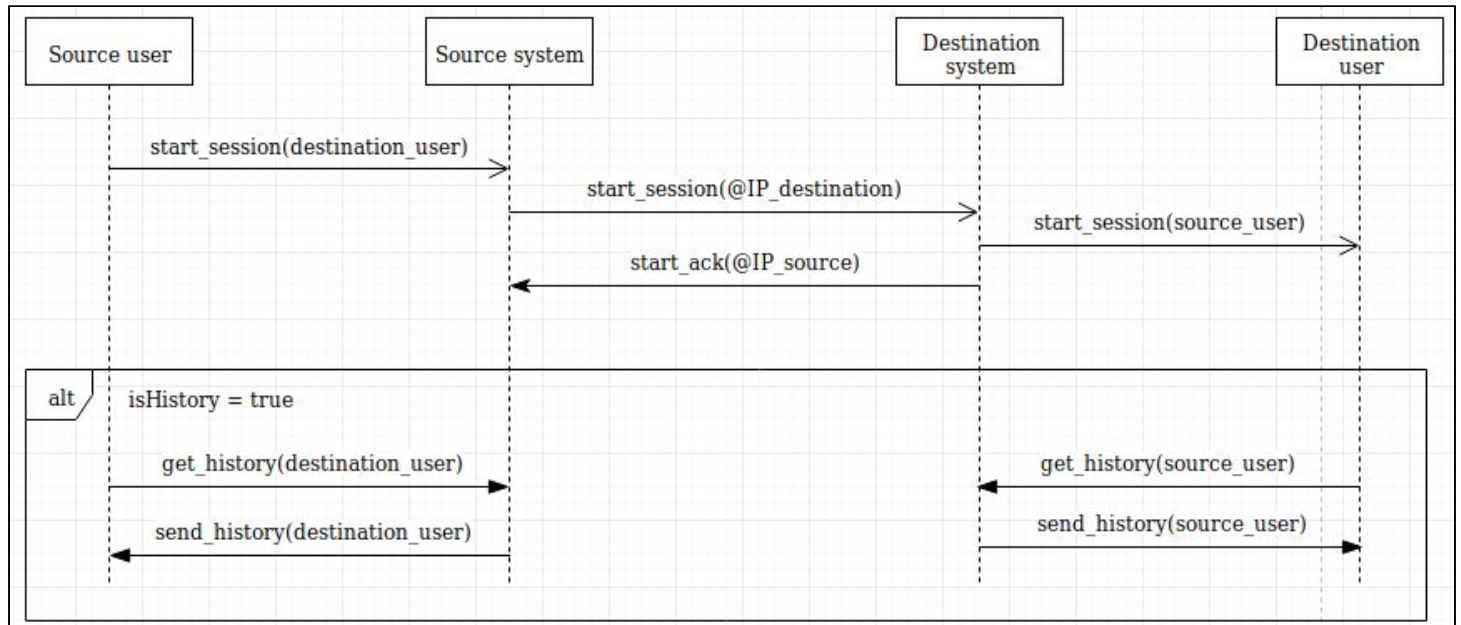 Source user
Source system
Destination
system
Destination
user
start_session(destination_user)
start_session(@IP_destination)
start_session(source_user)
start_ack(@IP_source)
alt
isHistory = true
get_history(destination_user)
get_history(source_user)
send_history(destination_user)
send_history(source_user)